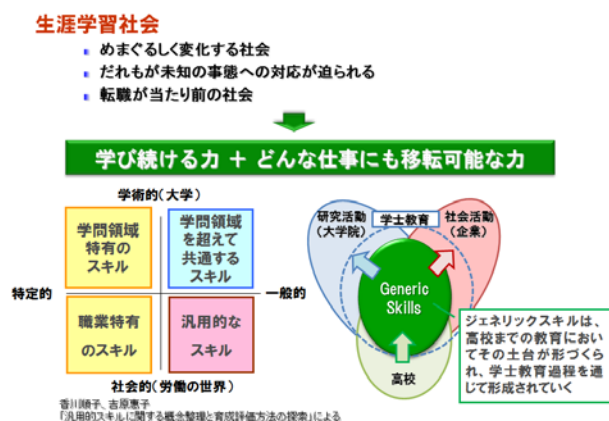 生涯学習社会
めまぐるしく変化する社会
だれもが未知の事態への対応が迫られる
転職が当たり前の社会
学び続ける力 ＋ どんな仕事にも移転可能な力
学術的(大学)
学問領域
特有の
スキル
学問領域
を超えて
共通する
スキル
特定的
一般的
職業特有
のスキル
汎用的な
スキル
社会的(労働の世界)
香川順子、吉原恵子
「汎用的スキルに関する概念整理と育成評価方法の探索」による
研究活動
(大学院)
学士教育
社会活動
(企業)
Generic
Skills
高校
ジェネリックスキルは、
高校までの教育におい
てその土台が形づくら
れ、学士教育過程を通
じて形成されていく